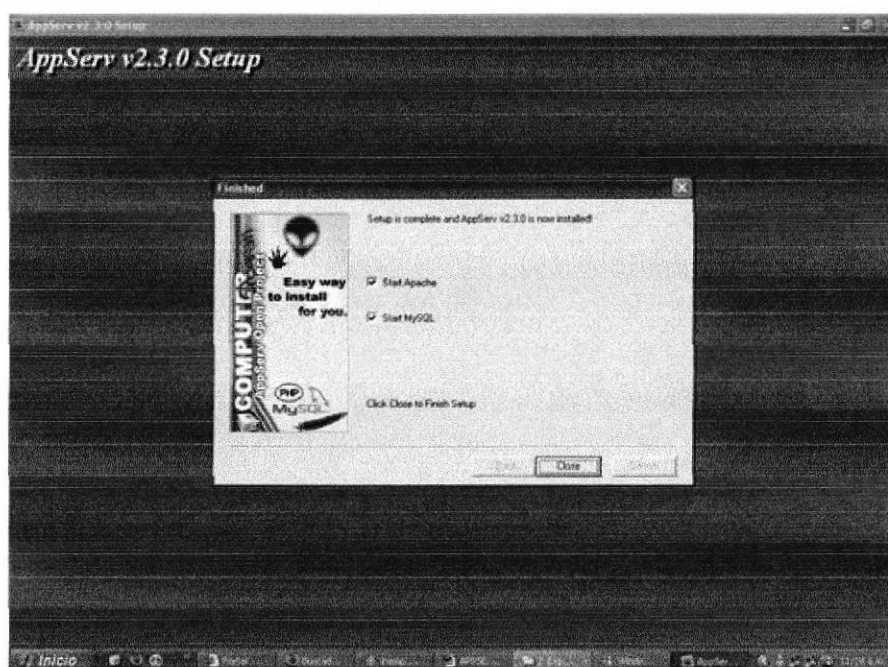 AppServ v2.3.0 Setup
AppServ v2.3.0 Setup
Finished
Setup is complete and AppServ v2.3.0 is now installed!
COMPUTER
AppServ Open Project
Easy way
to install
for you.
Start Apache
Start MySQL
PHP
MySQL
Click Close to Finish Setup
Close
Inicio